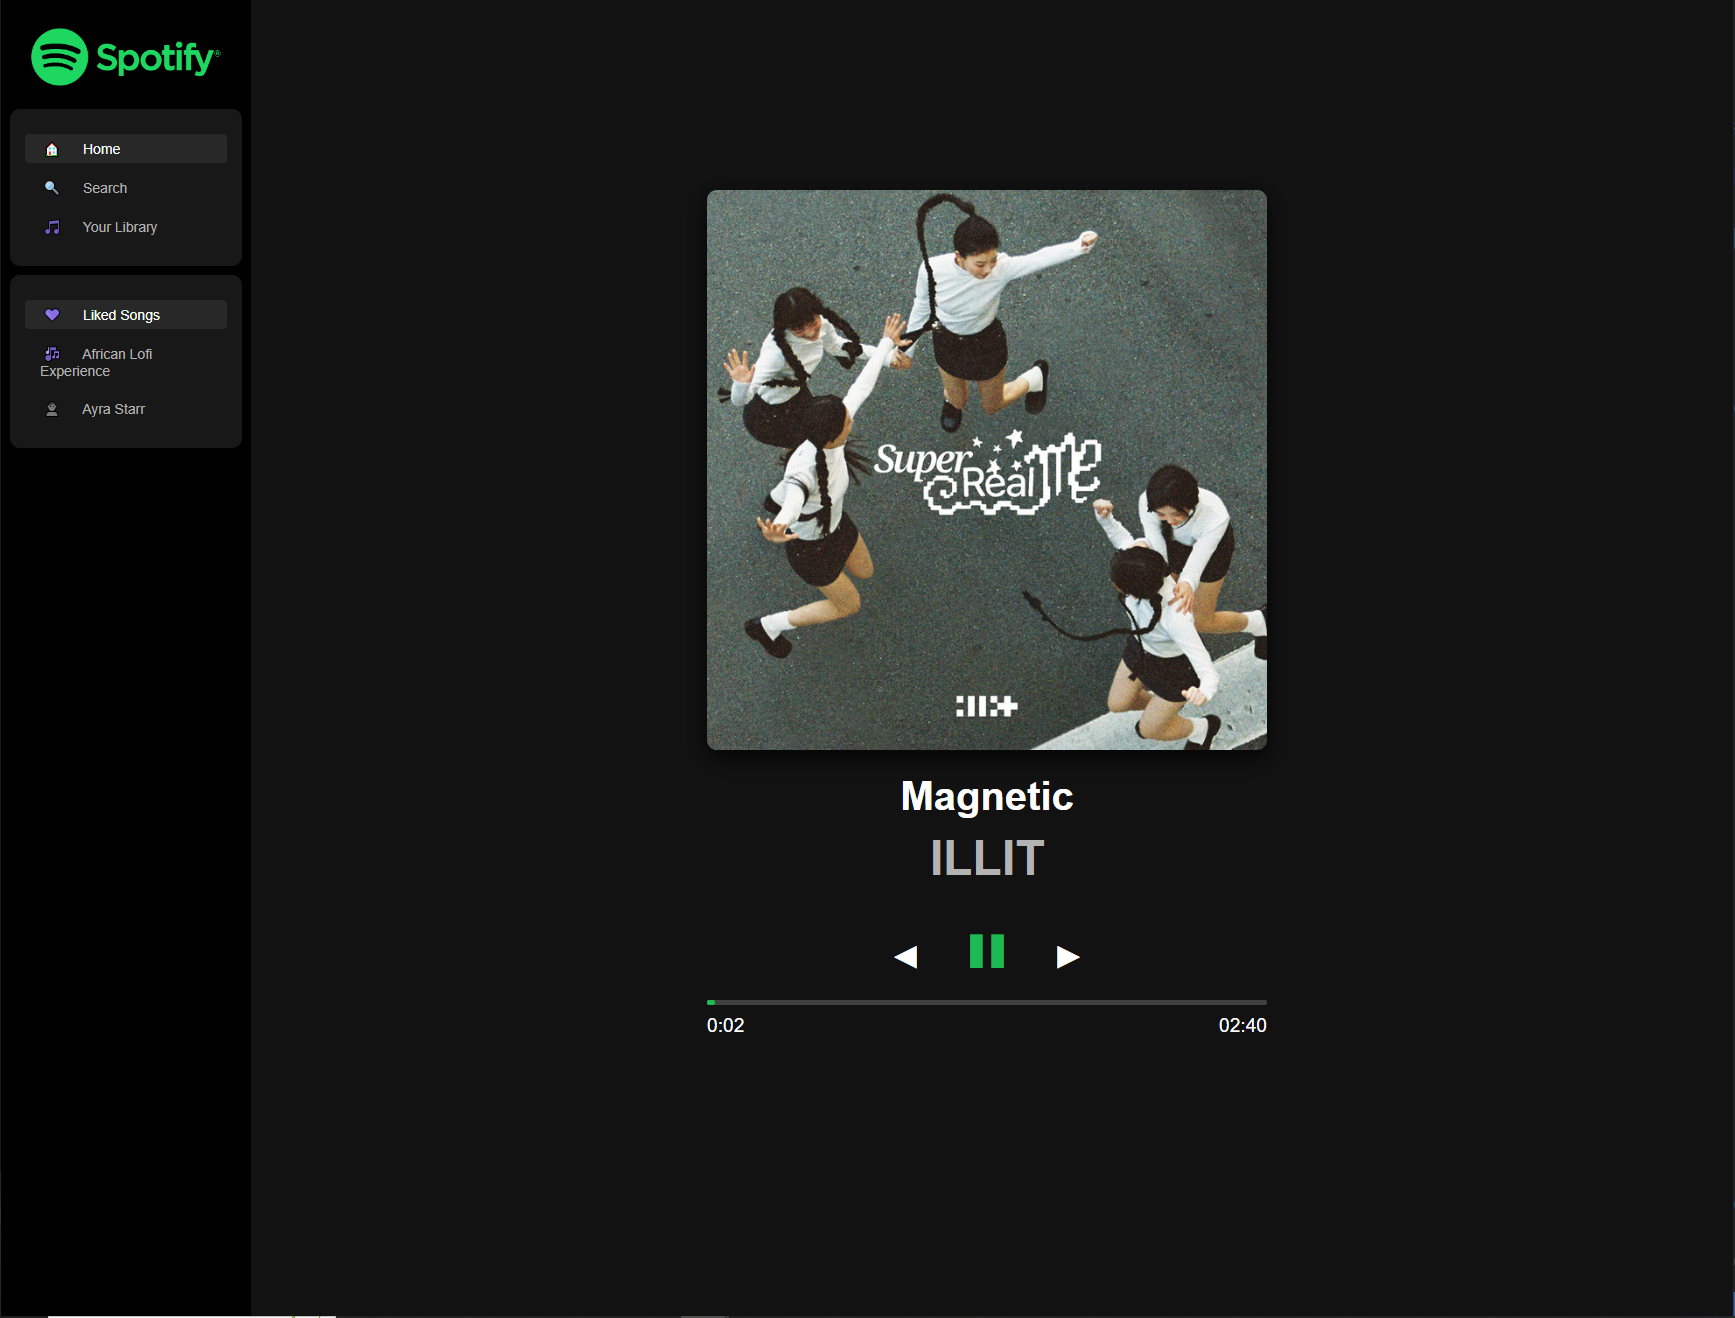 Spotify®
Home
Search
Your Library
Liked Songs
African Lofi
Experience
Ayra Starr
Super
Real Me
:ILLIT
Magnetic
ILLIT
0:02
02:40